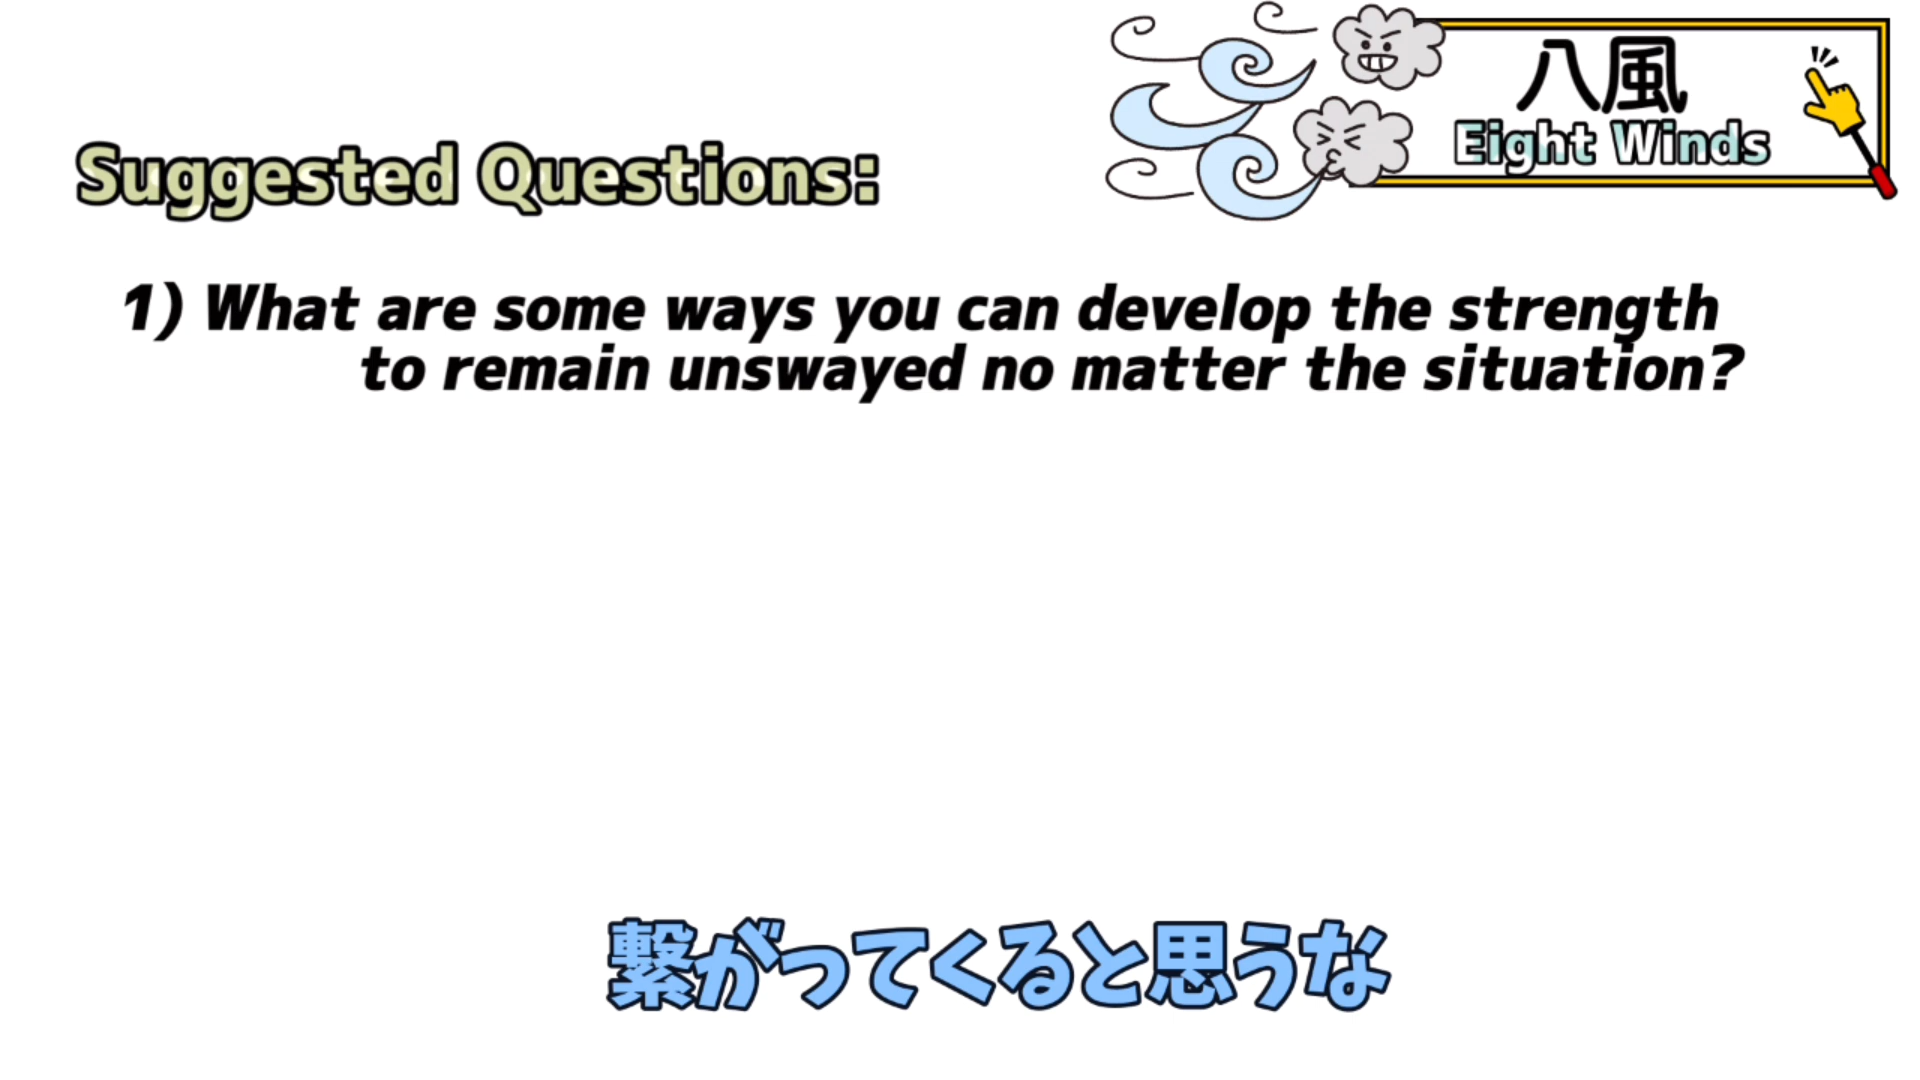 八風
Eight Winds
Suggested Questions:
1) What are some ways you can develop the strength
to remain unswayed no matter the situation?
繋がってくると思うな